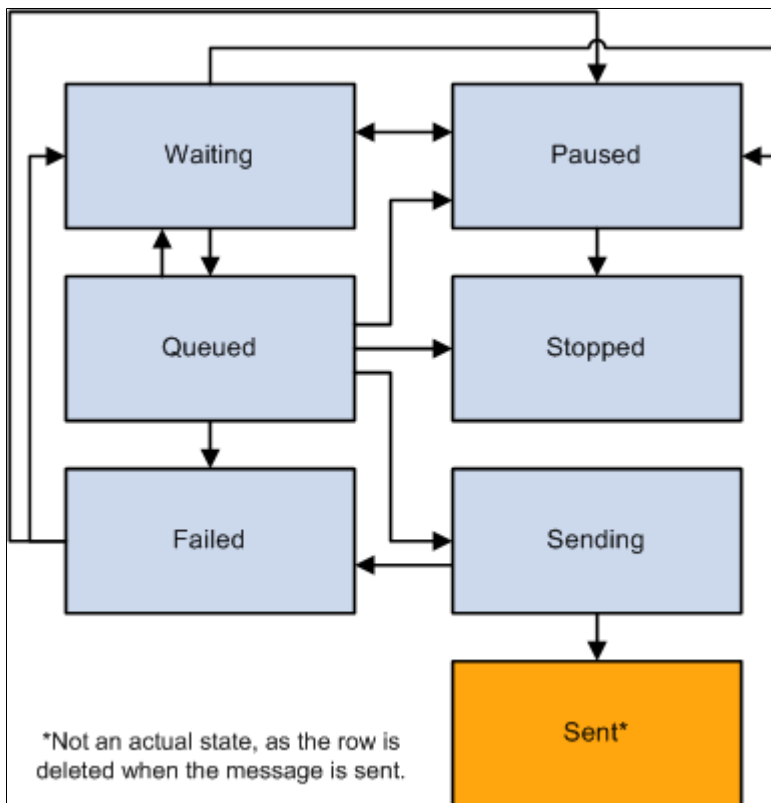 Waiting
Paused
Queued
Stopped
Failed
Sending
Sent*
*Not an actual state, as the row is
deleted when the message is sent.